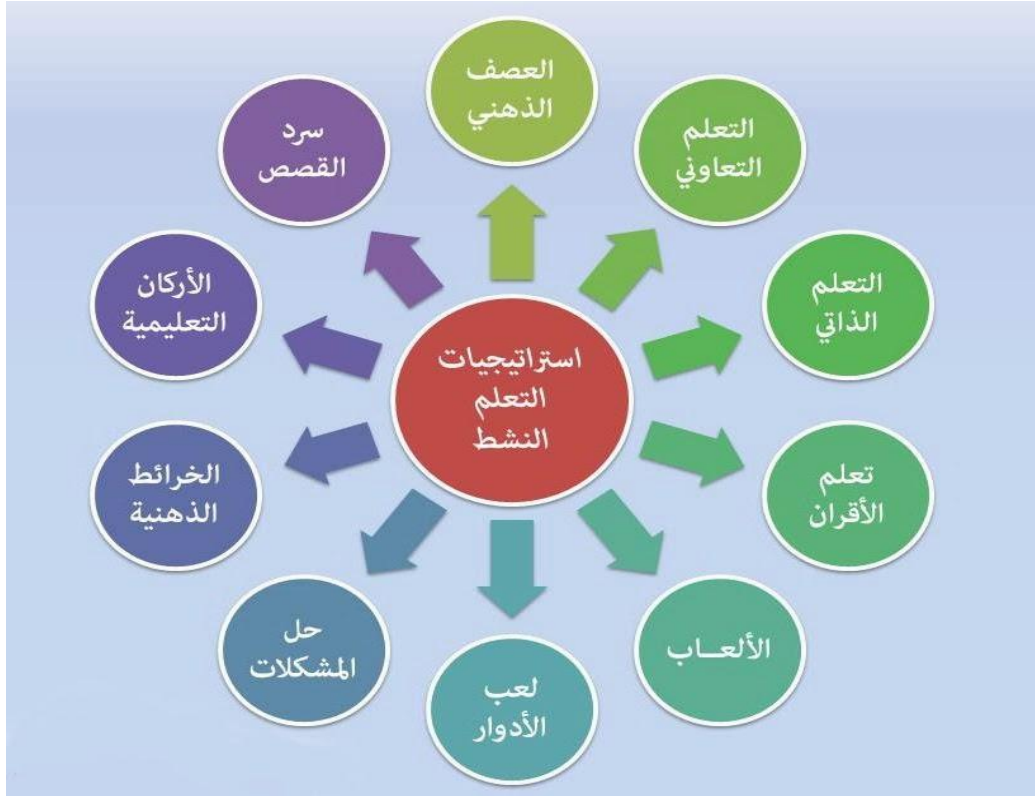 العصف
الذهني
التعلم
التعاوني
التعلم
الذاتي
تعلم
الأقران
الألعـــاب
لعب
الأدوار
حل
المشكلات
الخرائط
الذهنية
الأركان
التعليمية
سرد
القصص
استراتيجيات
التعلم
النشط